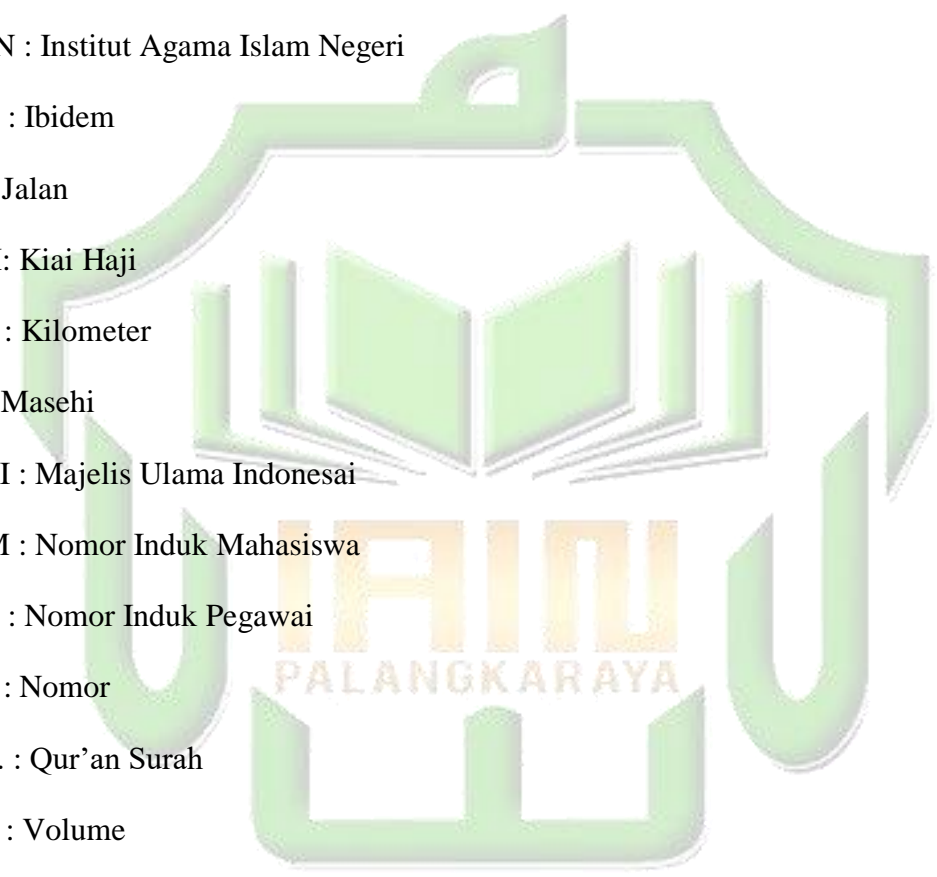 N : Institut Agama Islam Negeri
: Ibidem
Jalan
: Kiai Haji
: Kilometer
Masehi
I : Majelis Ulama Indonesai
M : Nomor Induk Mahasiswa
: Nomor Induk Pegawai
: Nomor
. : Qur’an Surah
: Volume
IAIN
PALANGKARAYA